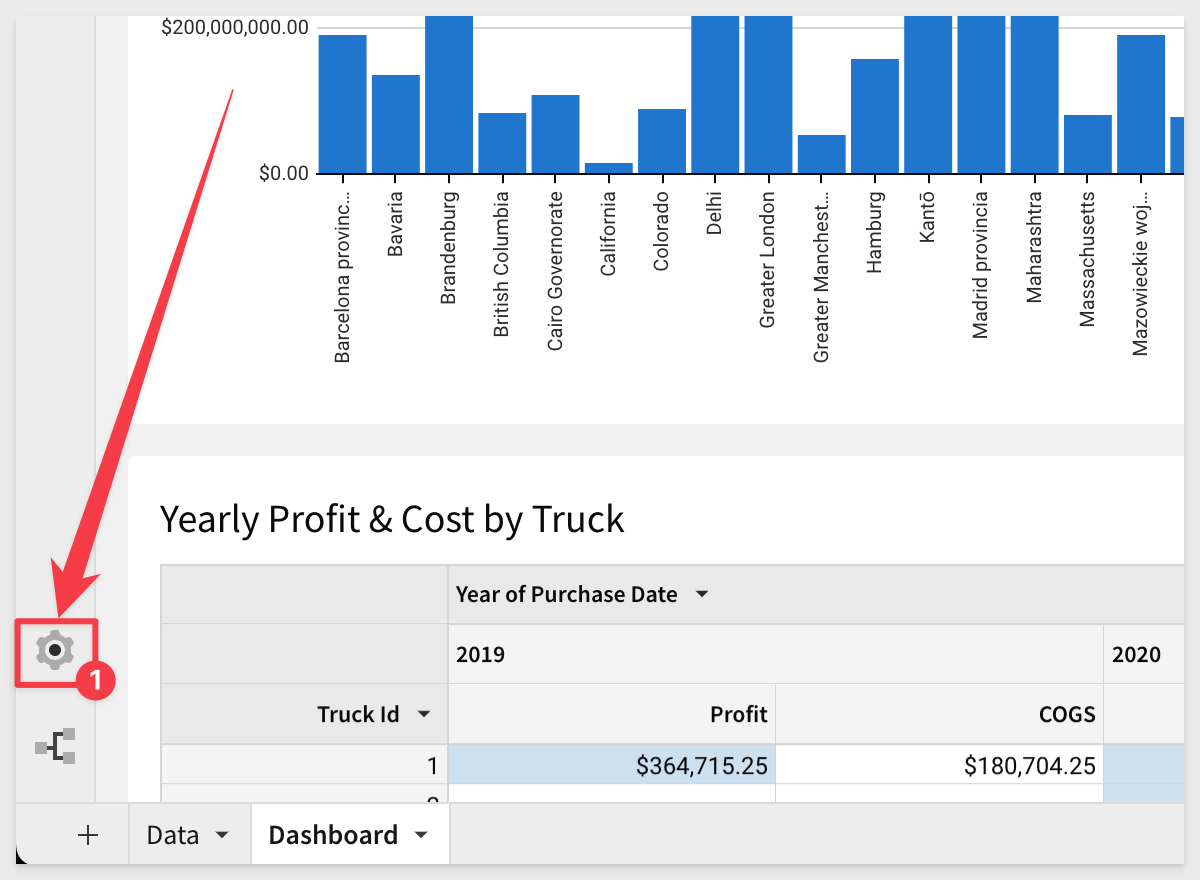 $200,000,000.00
$0.00
Barcelona provinc...
Bavaria
Brandenburg
British Columbia
Cairo Governorate
California
Colorado
Delhi
Greater London
Greater Manchest...
Hamburg
Kantō
Madrid provincia
Maharashtra
Massachusetts
Mazowieckie woj...
Yearly Profit & Cost by Truck
Year of Purchase Date
2019 2020
Truck Id Profit COGS
1 $364,715.25 $180,704.25
1
+ Data Dashboard